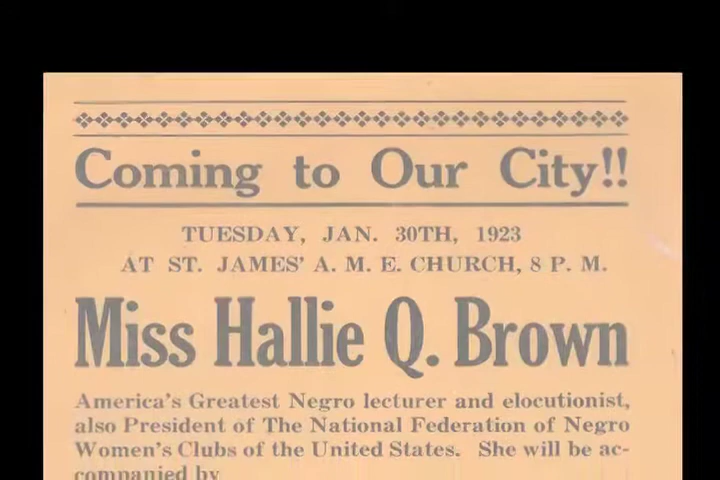 Coming to Our City!!
TUESDAY, JAN. 30TH, 1923
AT ST. JAMES' A. M. E. CHURCH, 8 P. M.
Miss Hallie Q. Brown
America's Greatest Negro lecturer and elocutionist,
also President of The National Federation of Negro
Women's Clubs of the United States. She will be ac-
companied by